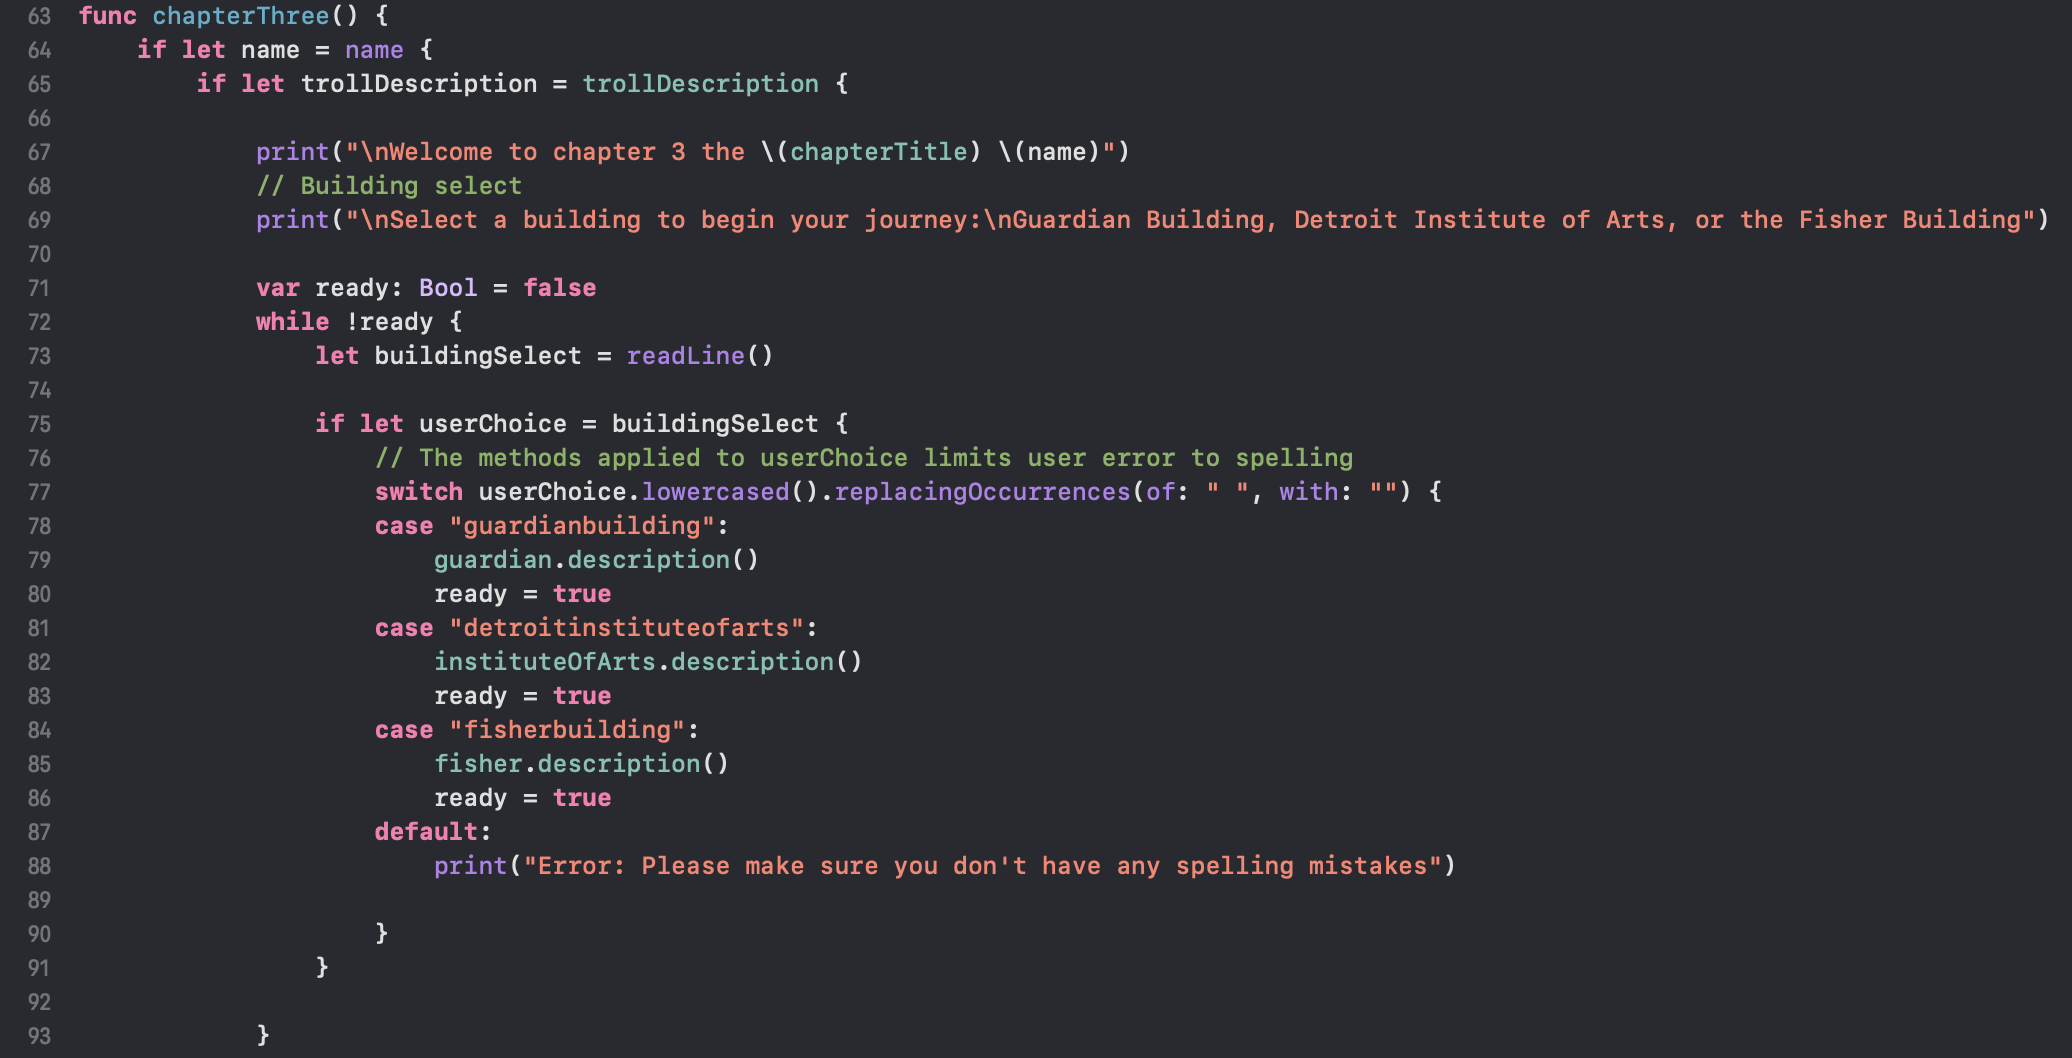 63 func chapterThree() {
64     if let name = name {
65         if let trollDescription = trollDescription {
66
67             print("\nWelcome to chapter 3 the \(chapterTitle) \(name)")
68             // Building select
69             print("\nSelect a building to begin your journey:\nGuardian Building, Detroit Institute of Arts, or the Fisher Building")
70
71             var ready: Bool = false
72             while !ready {
73                 let buildingSelect = readLine()
74
75                 if let userChoice = buildingSelect {
76                     // The methods applied to userChoice limits user error to spelling
77                     switch userChoice.lowercased().replacingOccurrences(of: " ", with: "") {
78                     case "guardianbuilding":
79                         guardian.description()
80                         ready = true
81                     case "detroitinstituteofarts":
82                         instituteOfArts.description()
83                         ready = true
84                     case "fisherbuilding":
85                         fisher.description()
86                         ready = true
87                     default:
88                         print("Error: Please make sure you don't have any spelling mistakes")
89
90                     }
91                 }
92
93             }